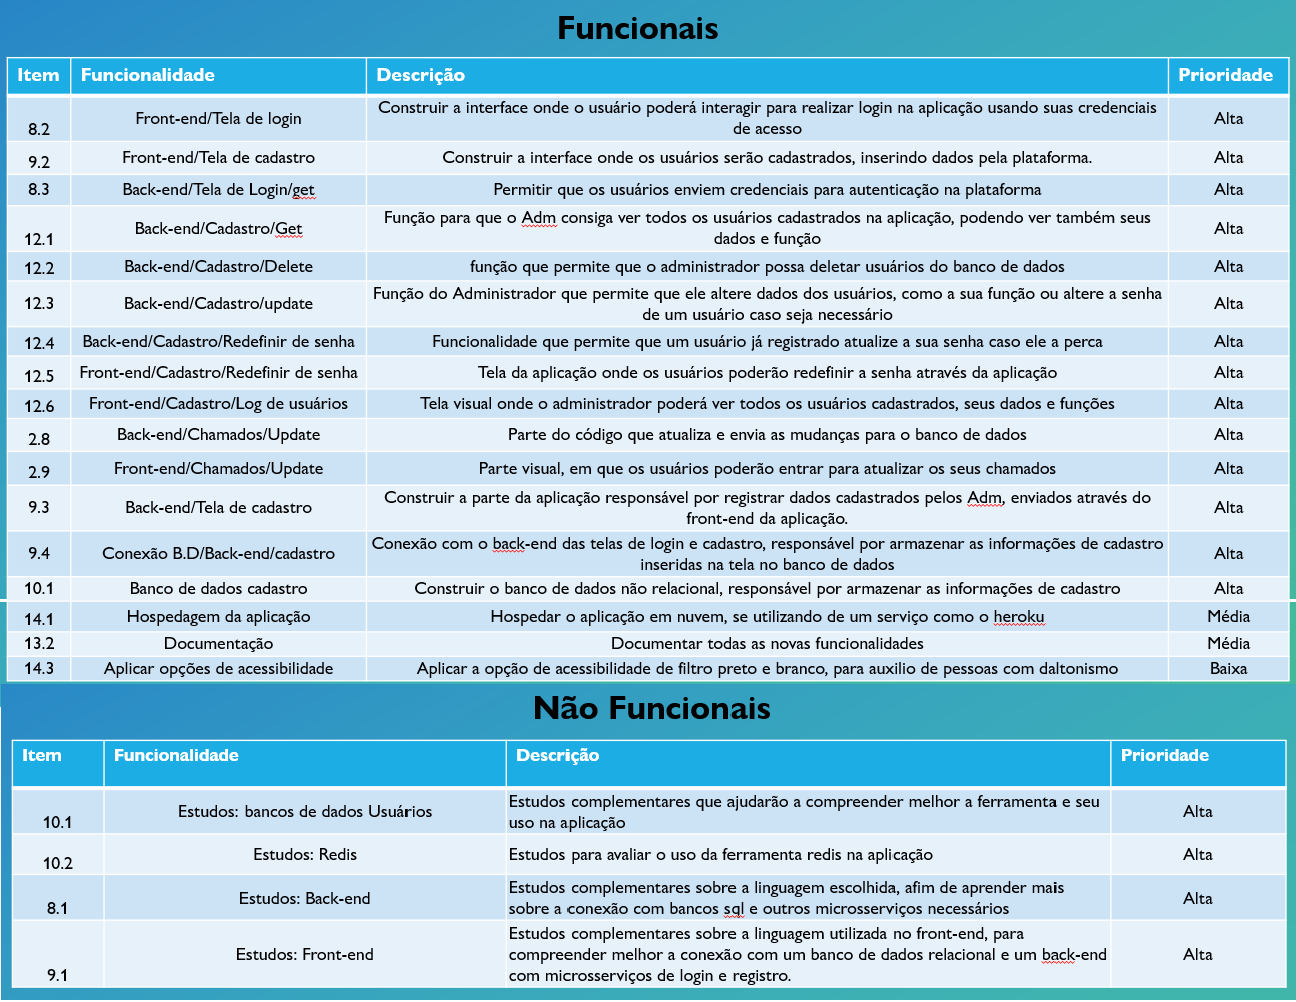 Funcionais
Item Funcionalidade Descrição Prioridade
8.2 Front-end/Tela de login Construir a interface onde o usuário poderá interagir para realizar login na aplicação usando suas credenciais
de acesso Alta
9.2 Front-end/Tela de cadastro Construir a interface onde os usuários serão cadastrados, inserindo dados pela plataforma. Alta
8.3 Back-end/Tela de Login/get Permitir que os usuários enviem credenciais para autenticação na plataforma Alta
12.1 Back-end/Cadastro/Get Função para que o Adm consiga ver todos os usuários cadastrados na aplicação, podendo ver também seus
dados e função Alta
12.2 Back-end/Cadastro/Delete função que permite que o administrador possa deletar usuários do banco de dados Alta
12.3 Back-end/Cadastro/update Função do Administrador que permite que ele altere dados dos usuários, como a sua função ou altere a senha
de um usuário caso seja necessário Alta
12.4 Back-end/Cadastro/Redefinir de senha Funcionalidade que permite que um usuário já registrado atualize a sua senha caso ele a perca Alta
12.5 Front-end/Cadastro/Redefinir de senha Tela da aplicação onde os usuários poderão redefinir a senha através da aplicação Alta
12.6 Front-end/Cadastro/Log de usuários Tela visual onde o administrador poderá ver todos os usuários cadastrados, seus dados e funções Alta
2.8 Back-end/Chamados/Update Parte do código que atualiza e envia as mudanças para o banco de dados Alta
2.9 Front-end/Chamados/Update Parte visual, em que os usuários poderão entrar para atualizar os seus chamados Alta
9.3 Back-end/Tela de cadastro Construir a parte da aplicação responsável por registrar dados cadastrados pelos Adm, enviados através do
front-end da aplicação. Alta
9.4 Conexão B.D/Back-end/cadastro Conexão com o back-end das telas de login e cadastro, responsável por armazenar as informações de cadastro
inseridas na tela no banco de dados Alta
10.1 Banco de dados cadastro Construir o banco de dados não relacional, responsável por armazenar as informações de cadastro Alta
14.1 Hospedagem da aplicação Hospedar o aplicação em nuvem, se utilizando de um serviço como o heroku Média
13.2 Documentação Documentar todas as novas funcionalidades Média
14.3 Aplicar opções de acessibilidade Aplicar a opção de acessibilidade de filtro preto e branco, para auxilio de pessoas com daltonismo Baixa
Não Funcionais
Item Funcionalidade Descrição Prioridade
10.1 Estudos: bancos de dados Usuários Estudos complementares que ajudarão a compreender melhor a ferramenta e seu
uso na aplicação Alta
10.2 Estudos: Redis Estudos para avaliar o uso da ferramenta redis na aplicação Alta
8.1 Estudos: Back-end Estudos complementares sobre a linguagem escolhida, afim de aprender mais
sobre a conexão com bancos sql e outros microsserviços necessários Alta
9.1 Estudos: Front-end Estudos complementares sobre a linguagem utilizada no front-end, para
compreender melhor a conexão com um banco de dados relacional e um back-end
com microsserviços de login e registro. Alta